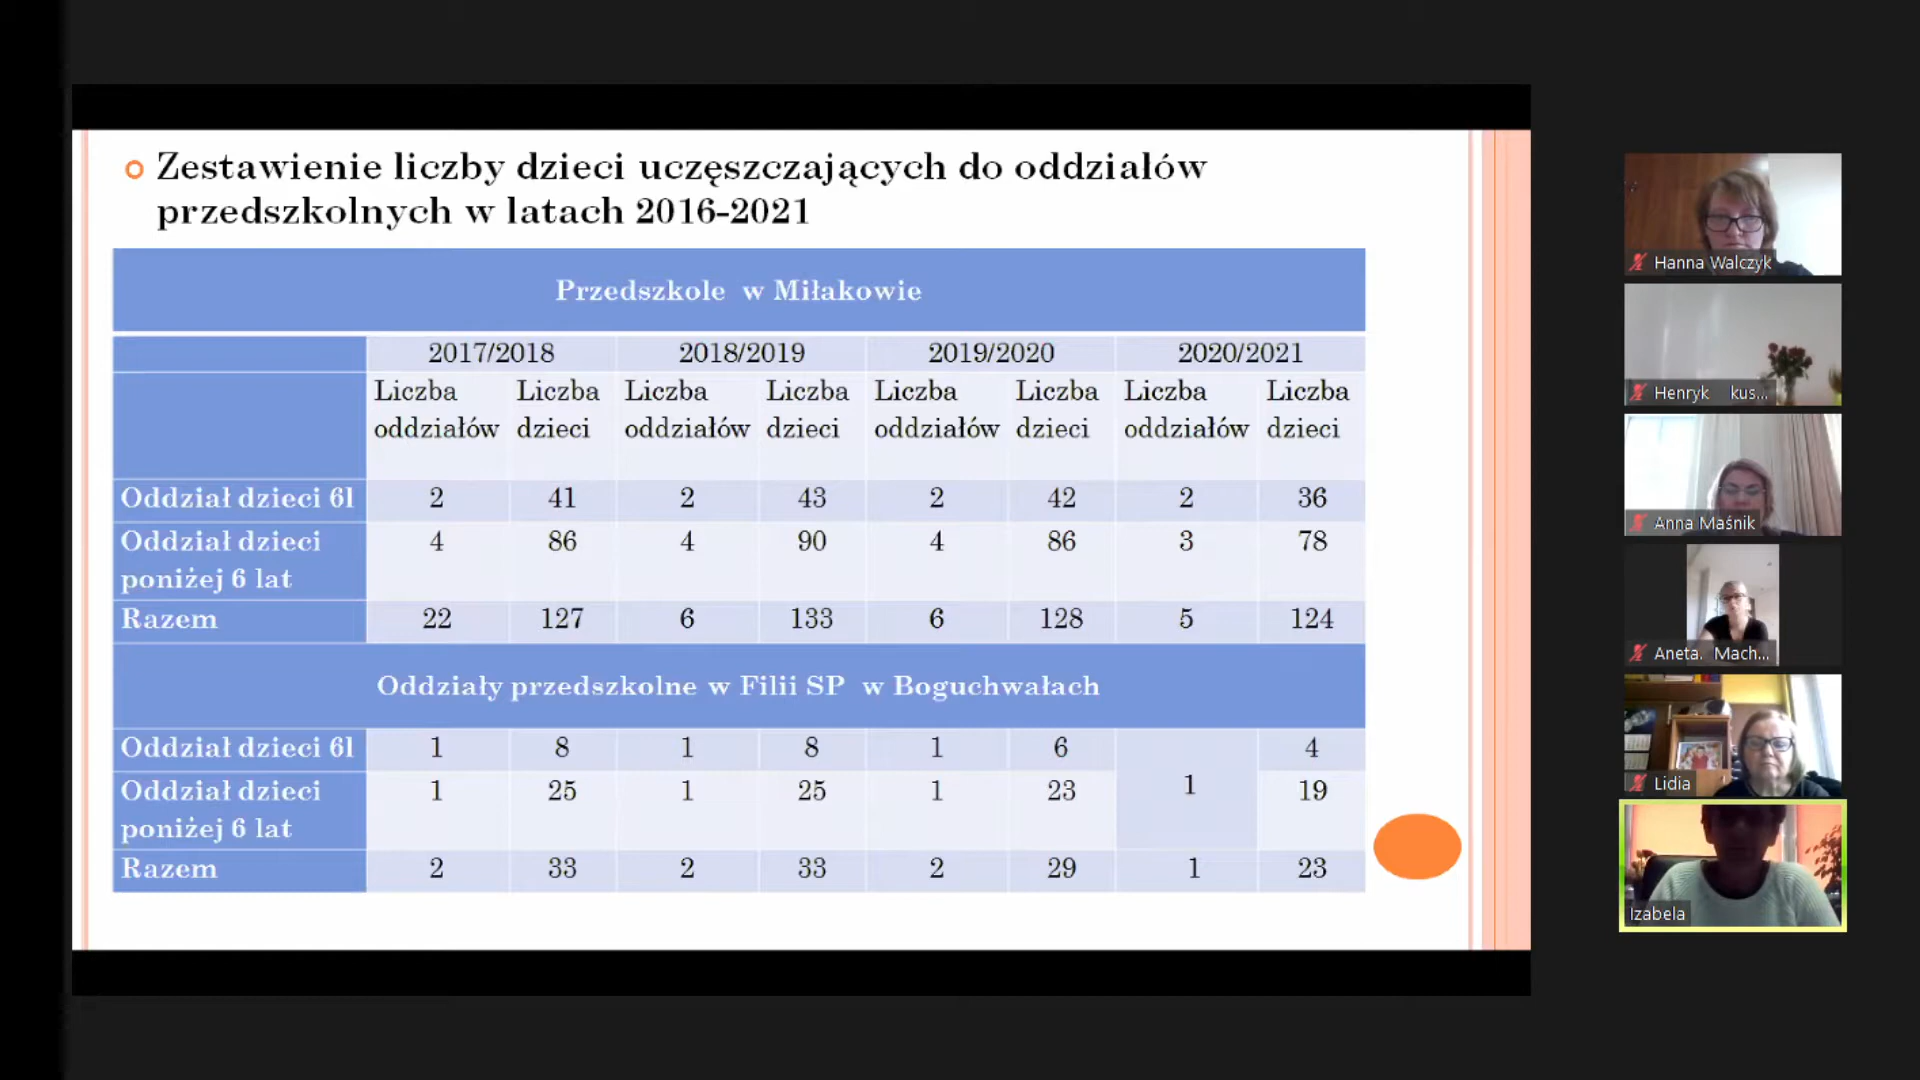 Zestawienie liczby dzieci uczęszczających do oddziałów
przedszkolnych w latach 2016-2021
Przedszkole w Miłakowie
2017/2018 2018/2019 2019/2020 2020/2021
Liczba oddziałów Liczba dzieci Liczba oddziałów Liczba dzieci Liczba oddziałów Liczba dzieci Liczba oddziałów Liczba dzieci
Oddział dzieci 6l 2 41 2 43 2 42 2 36
Oddział dzieci poniżej 6 lat 4 86 4 90 4 86 3 78
Razem 22 127 6 133 6 128 5 124
Oddziały przedszkolne w Filii SP w Boguchwałach
Oddział dzieci 6l 1 8 1 8 1 6 1 4
Oddział dzieci poniżej 6 lat 1 25 1 25 1 23 19
Razem 2 33 2 33 2 29 1 23
Hanna Walczyk
Henryk kus...
Anna Maśnik
Aneta. Mach...
Lidia
Izabela